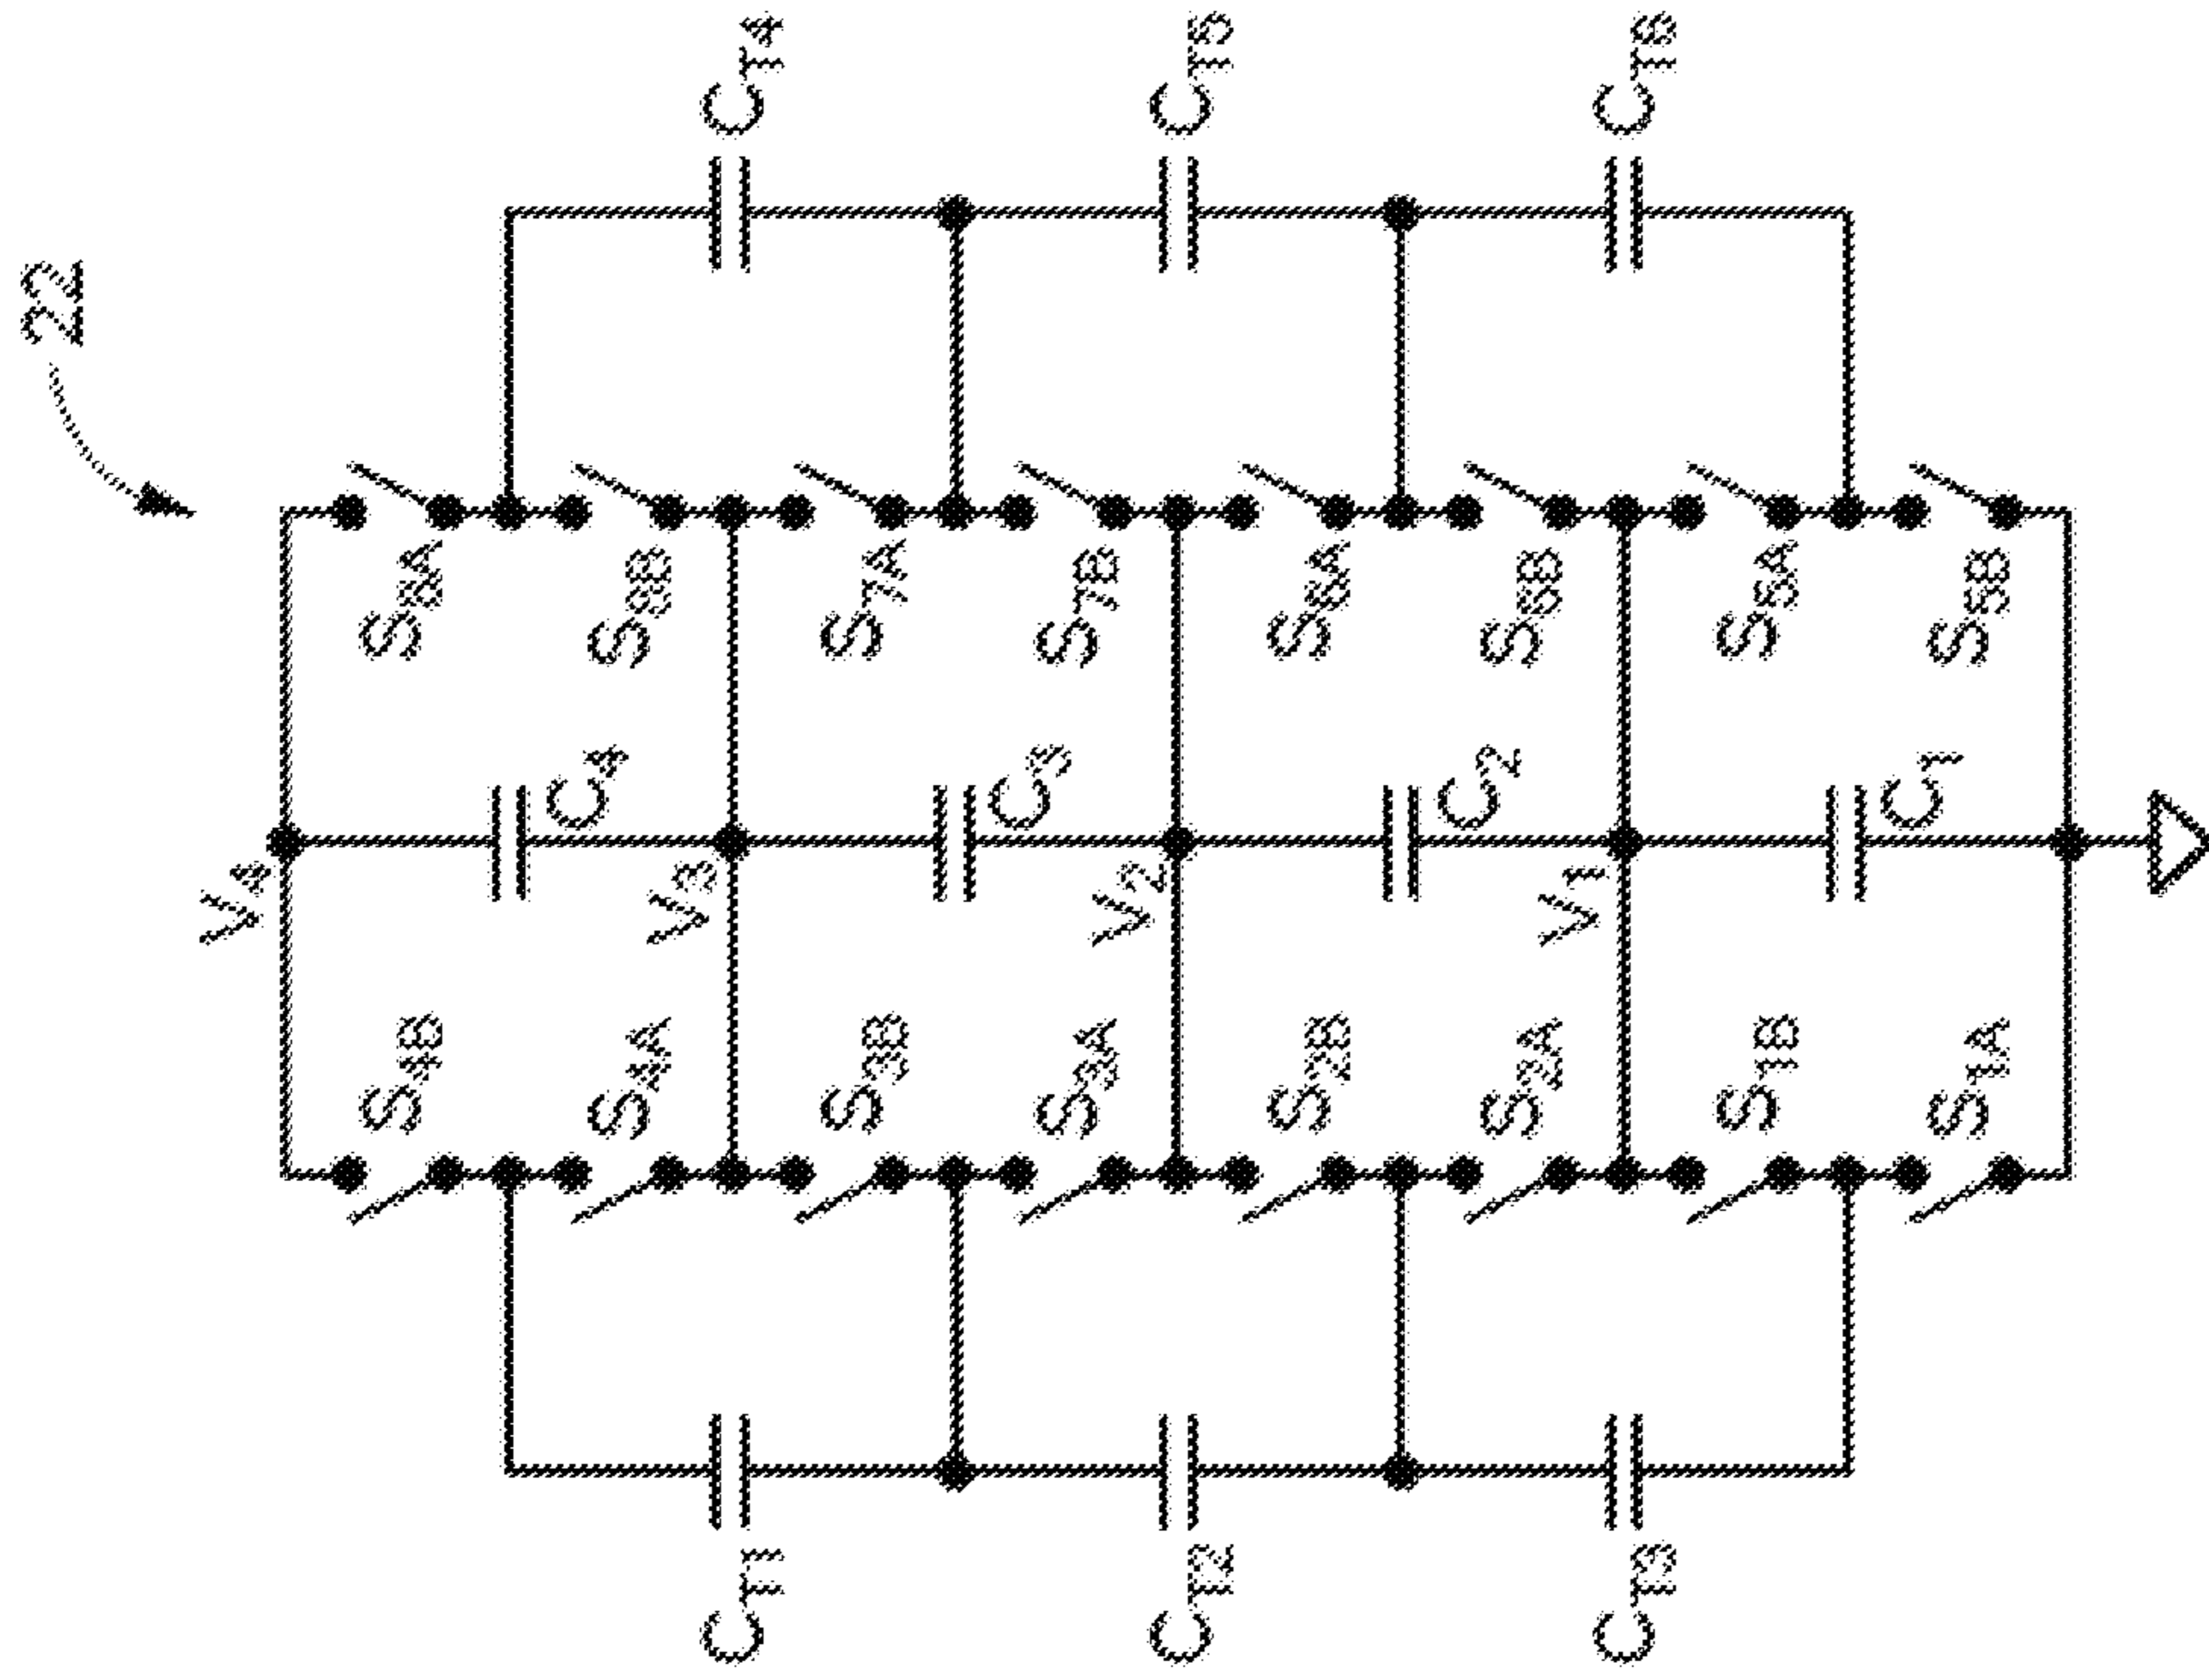 22
V4
S4B S8A
S4A C4 S8B
V3
CT1 CT4
S3B S7A
S3A C3 S7B
V2
CT2 CT5
S2B S6A
S2A C2 S6B
V1
CT3 CT6
S1B S5A
S1A C1 S5B